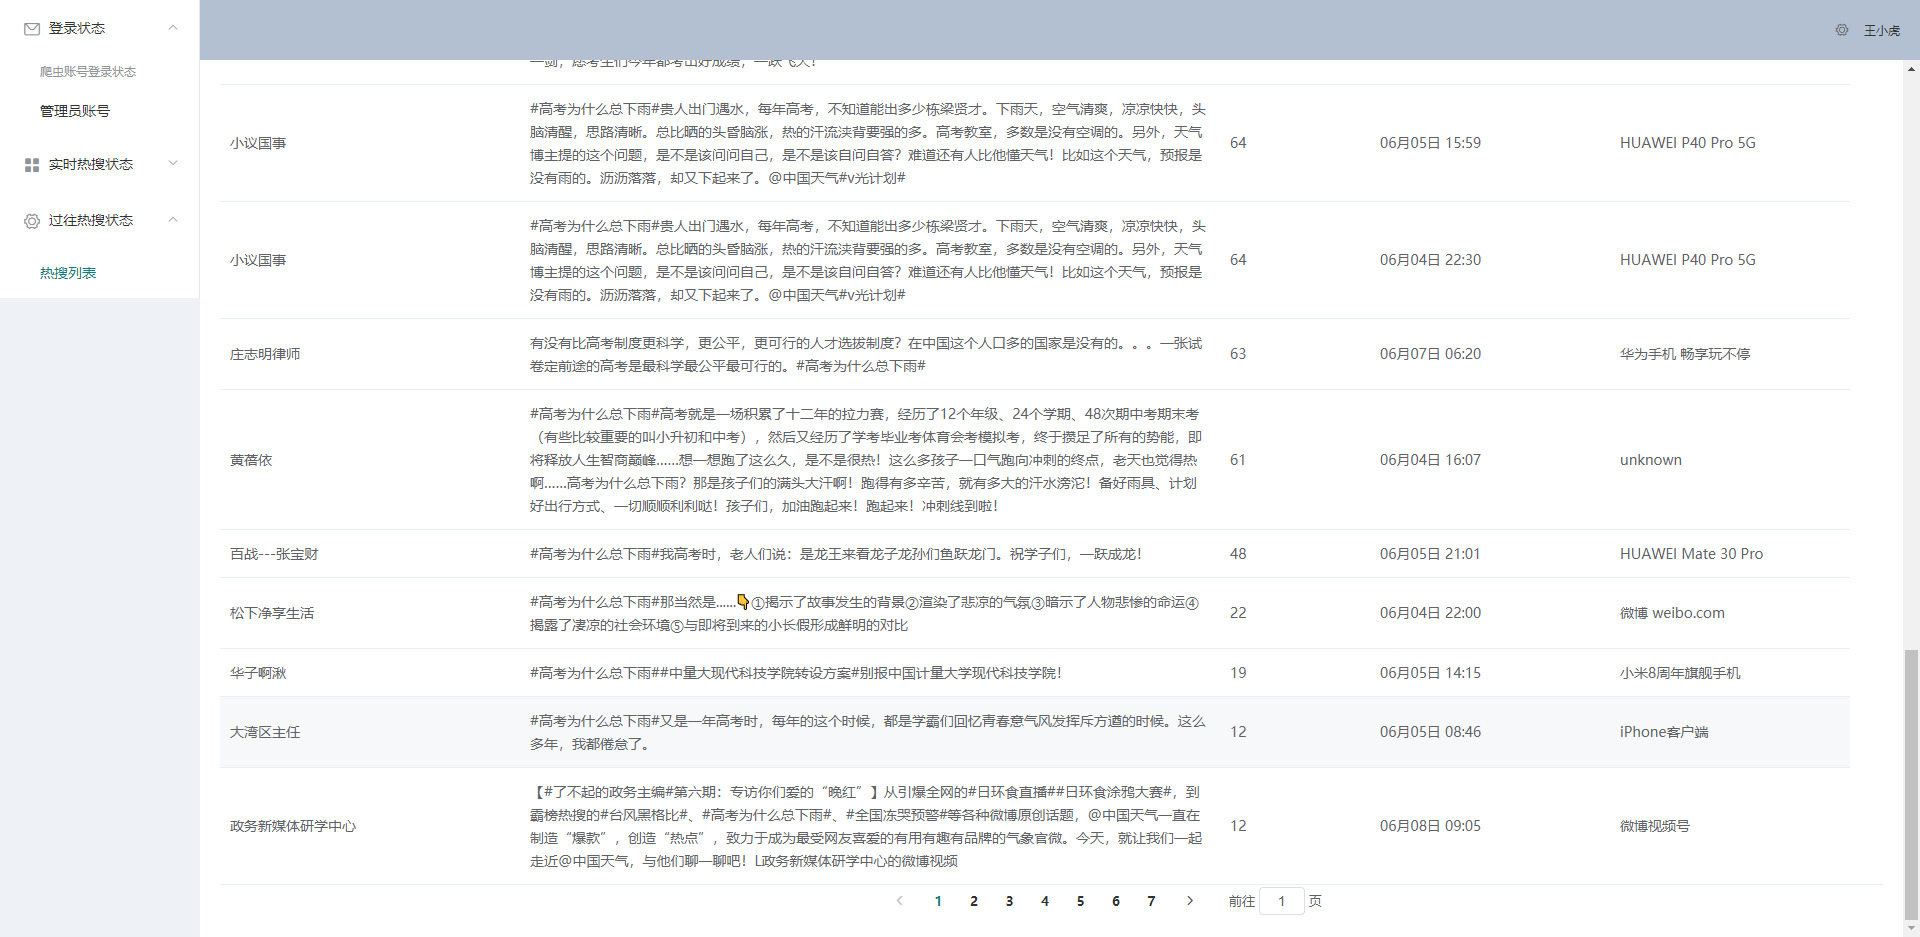 登录状态
爬虫账号登录状态
管理员账号
实时热搜状态
过往热搜状态
热搜列表
王小虎
小议国事
#高考为什么总下雨#贵人出门遇水，每年高考，不知道能出多少栋梁贤才。下雨天，空气清爽，凉凉快快，头
脑清醒，思路清晰。总比晒的头昏脑涨，热的汗流浃背要强的多。高考教室，多数是没有空调的。另外，天气
博主提的这个问题，是不是该问问自己，是不是该自问自答？难道还有人比他懂天气！比如这个天气，预报是
没有雨的。沥沥落落，却又下起来了。@中国天气#v光计划#
64
06月05日 15:59
HUAWEI P40 Pro 5G
小议国事
#高考为什么总下雨#贵人出门遇水，每年高考，不知道能出多少栋梁贤才。下雨天，空气清爽，凉凉快快，头
脑清醒，思路清晰。总比晒的头昏脑涨，热的汗流浃背要强的多。高考教室，多数是没有空调的。另外，天气
博主提的这个问题，是不是该问问自己，是不是该自问自答？难道还有人比他懂天气！比如这个天气，预报是
没有雨的。沥沥落落，却又下起来了。@中国天气#v光计划#
64
06月04日 22:30
HUAWEI P40 Pro 5G
庄志明律师
有没有比高考制度更科学，更公平，更可行的人才选拔制度？在中国这个人口多的国家是没有的。。。一张试
卷定前途的高考是最科学最公平最可行的。#高考为什么总下雨#
63
06月07日 06:20
华为手机 畅享玩不停
黄蓓依
#高考为什么总下雨#高考就是一场积累了十二年的拉力赛，经历了12个年级、24个学期、48次期中考期末考
（有些比较重要的叫小升初和中考），然后又经历了学考毕业考体育会考模拟考，终于攒足了所有的势能，即
将释放人生智商巅峰……想一想跑了这么久，是不是很热！这么多孩子一口气跑向冲刺的终点，老天也觉得热
啊……高考为什么总下雨？那是孩子们的满头大汗啊！跑得有多辛苦，就有多大的汗水滂沱！备好雨具、计划
好出行方式、一切顺顺利利哒！孩子们，加油跑起来！跑起来！冲刺线到啦！
61
06月04日 16:07
unknown
百战---张宝财
#高考为什么总下雨#我高考时，老人们说：是龙王来看龙子龙孙们鱼跃龙门。祝学子们，一跃成龙！
48
06月05日 21:01
HUAWEI Mate 30 Pro
松下净享生活
#高考为什么总下雨#那当然是……👇①揭示了故事发生的背景②渲染了悲凉的气氛③暗示了人物悲惨的命运④
揭露了凄凉的社会环境⑤与即将到来的小长假形成鲜明的对比
22
06月04日 22:00
微博 weibo.com
华子啊湫
#高考为什么总下雨##中量大现代科技学院转设方案#别报中国计量大学现代科技学院！
19
06月05日 14:15
小米8周年旗舰手机
大湾区主任
#高考为什么总下雨#又是一年高考时，每年的这个时候，都是学霸们回忆青春意气风发挥斥方遒的时候。这么
多年，我都倦怠了。
12
06月05日 08:46
iPhone客户端
政务新媒体研学中心
【#了不起的政务主编#第六期：专访你们爱的“晚红”】从引爆全网的#日环食直播##日环食涂鸦大赛#，到
霸榜热搜的#台风黑格比#、#高考为什么总下雨#、#全国冻哭预警#等各种微博原创话题，@中国天气一直在
制造“爆款”，创造“热点”，致力于成为最受网友喜爱的有用有趣有品牌的气象官微。今天，就让我们一起
走近@中国天气，与他们聊一聊吧！L政务新媒体研学中心的微博视频
12
06月08日 09:05
微博视频号
1 2 3 4 5 6 7 前往 1 页